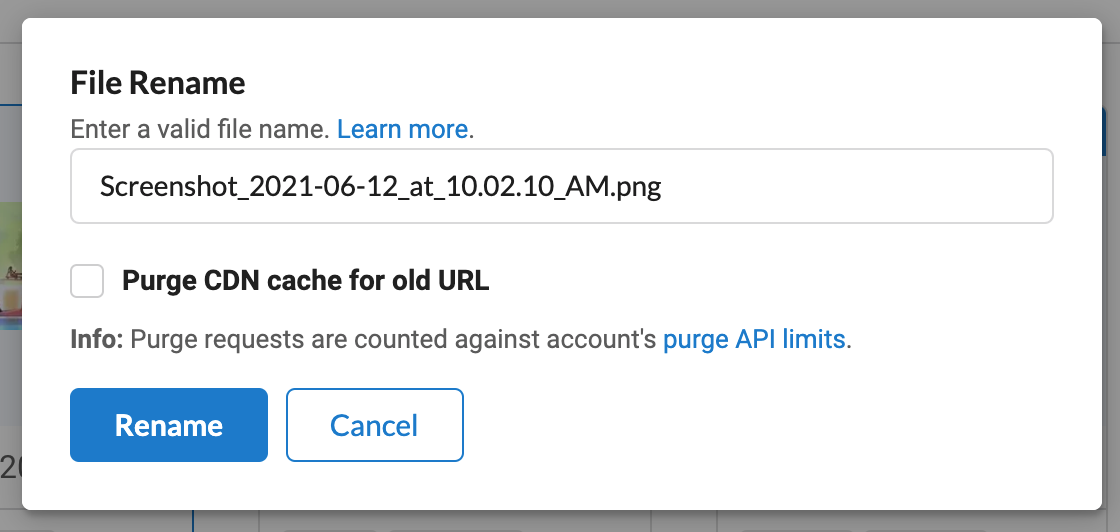 File Rename
Enter a valid file name. Learn more.
Screenshot_2021-06-12_at_10.02.10_AM.png
Purge CDN cache for old URL
Info: Purge requests are counted against account's purge API limits.
Rename
Cancel